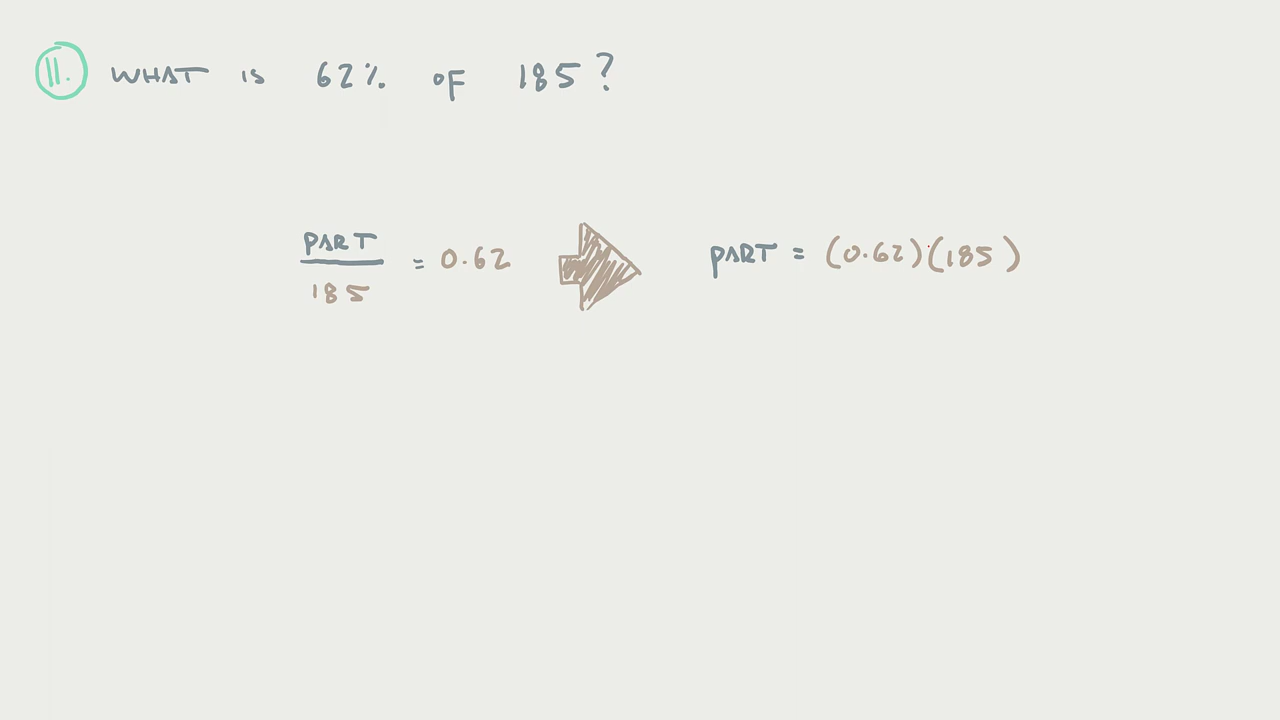 11. WHAT IS 62% OF 185?
PART
185
= 0.62
PART = (0.62)(185)